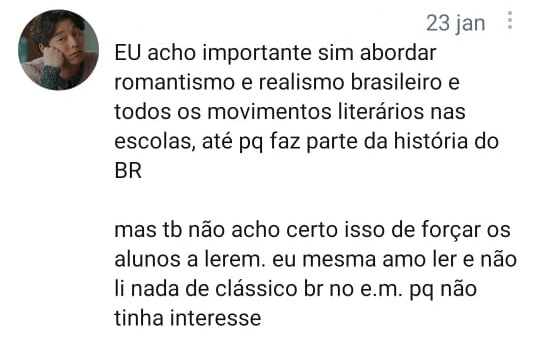 23 jan
EU acho importante sim abordar
romantismo e realismo brasileiro e
todos os movimentos literários nas
escolas, até pq faz parte da história do
BR
mas tb não acho certo isso de forçar os
alunos a lerem. eu mesma amo ler e não
li nada de clássico br no e.m. pq não
tinha interesse